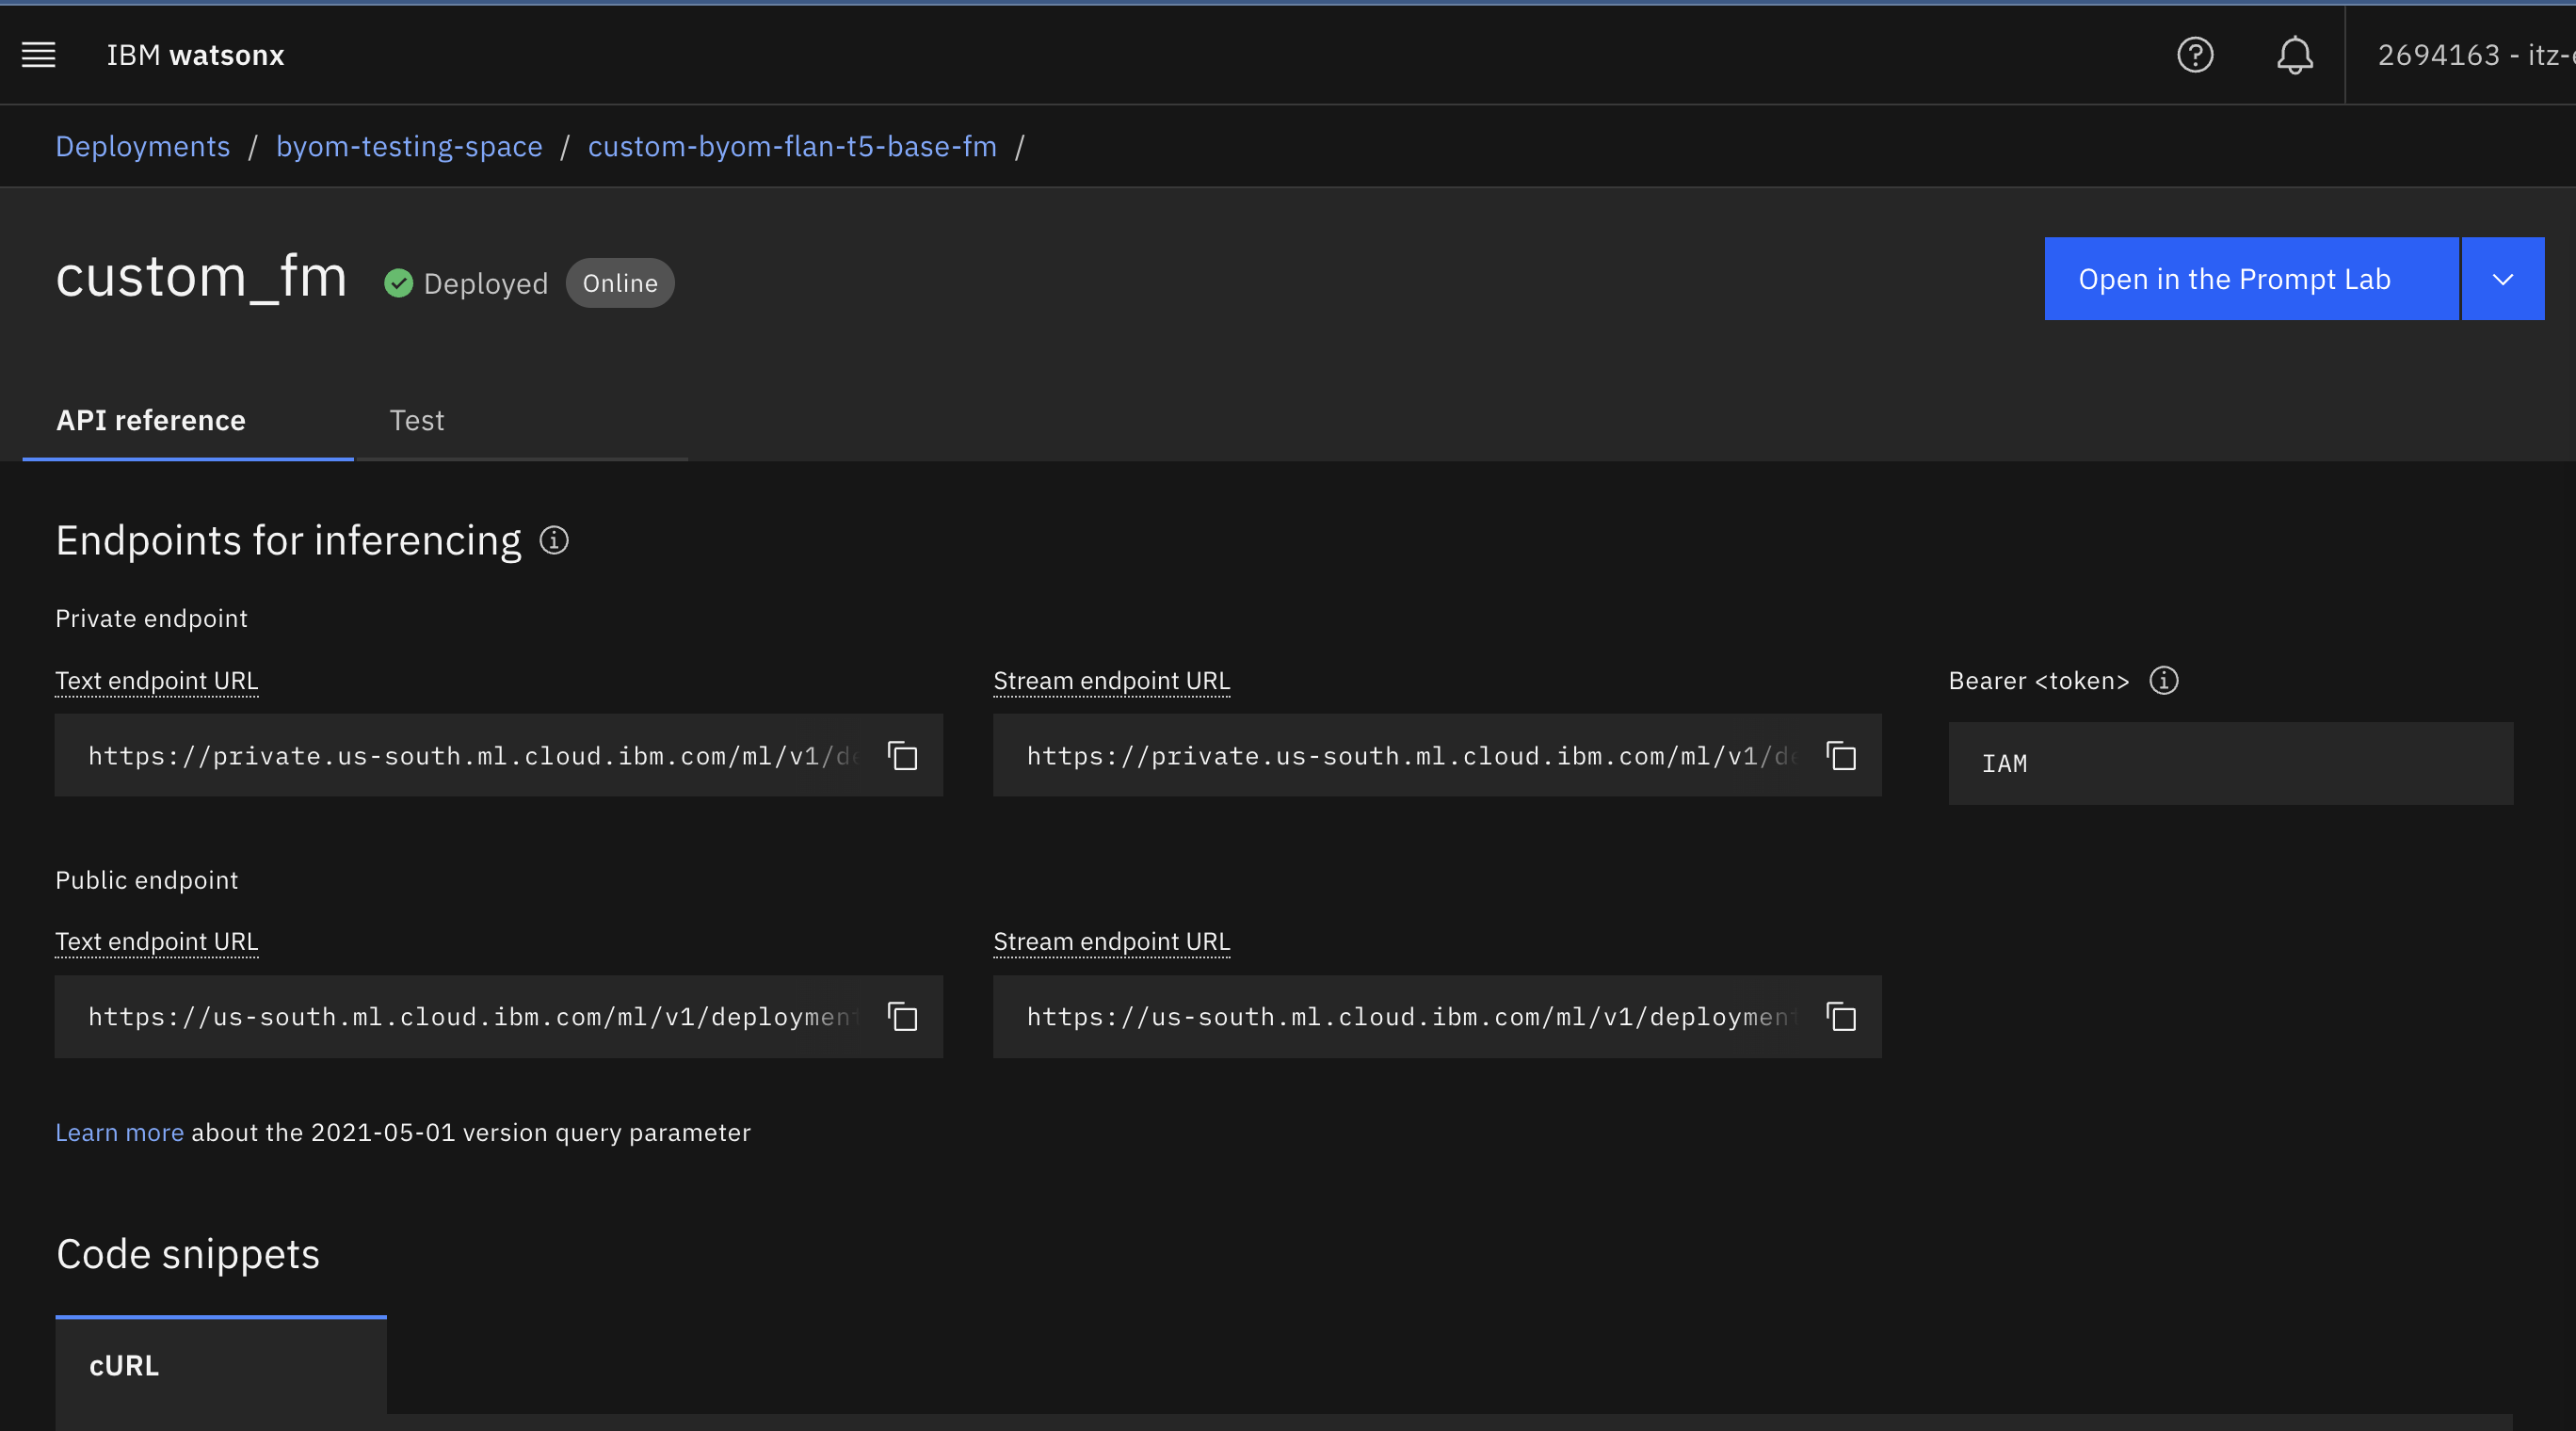 IBM watsonx
2694163 - itz-
Deployments / byom-testing-space / custom-byom-flan-t5-base-fm /
custom_fm Deployed Online
Open in the Prompt Lab
API reference Test
Endpoints for inferencing
Private endpoint
Text endpoint URL Stream endpoint URL Bearer <token>
https://private.us-south.ml.cloud.ibm.com/ml/v1/de https://private.us-south.ml.cloud.ibm.com/ml/v1/de IAM
Public endpoint
Text endpoint URL Stream endpoint URL
https://us-south.ml.cloud.ibm.com/ml/v1/deployment https://us-south.ml.cloud.ibm.com/ml/v1/deployment
Learn more about the 2021-05-01 version query parameter
Code snippets
cURL